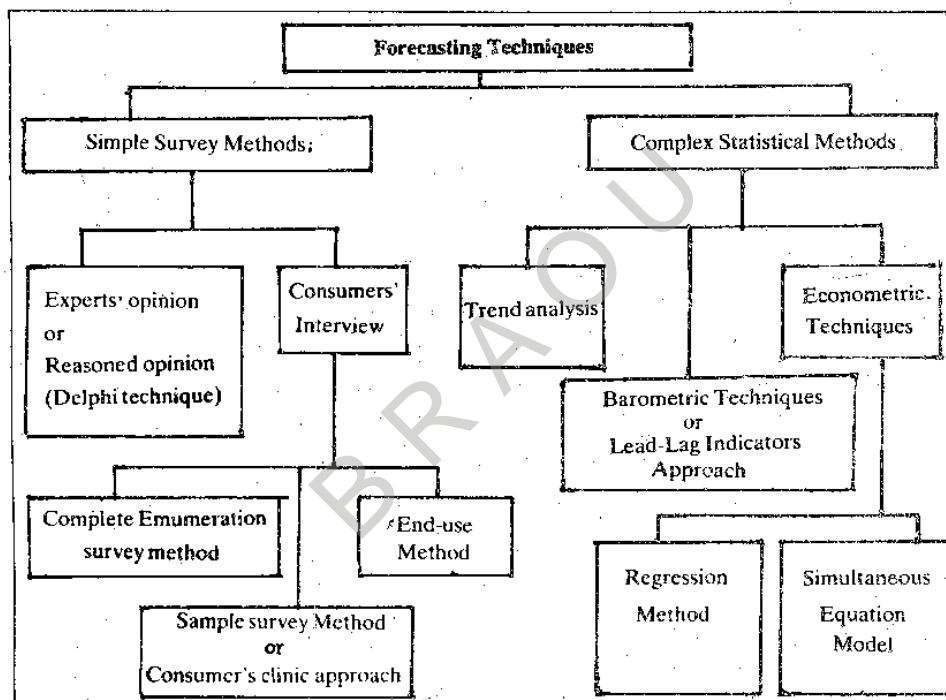 Forecasting Techniques
Simple Survey Methods;
Complex Statistical Methods
Experts' opinion
or
Reasoned opinion
(Delphi technique)
Consumers'
Interview
Trend analysis
Econometric.
Techniques
Barometric Techniques
or
Lead-Lag Indicators
Approach
Complete Emumeration
survey method
End-use
Method
Sample survey Method
or
Consumer's clinic approach
Regression
Method
Simultaneous
Equation
Model
BRAOU